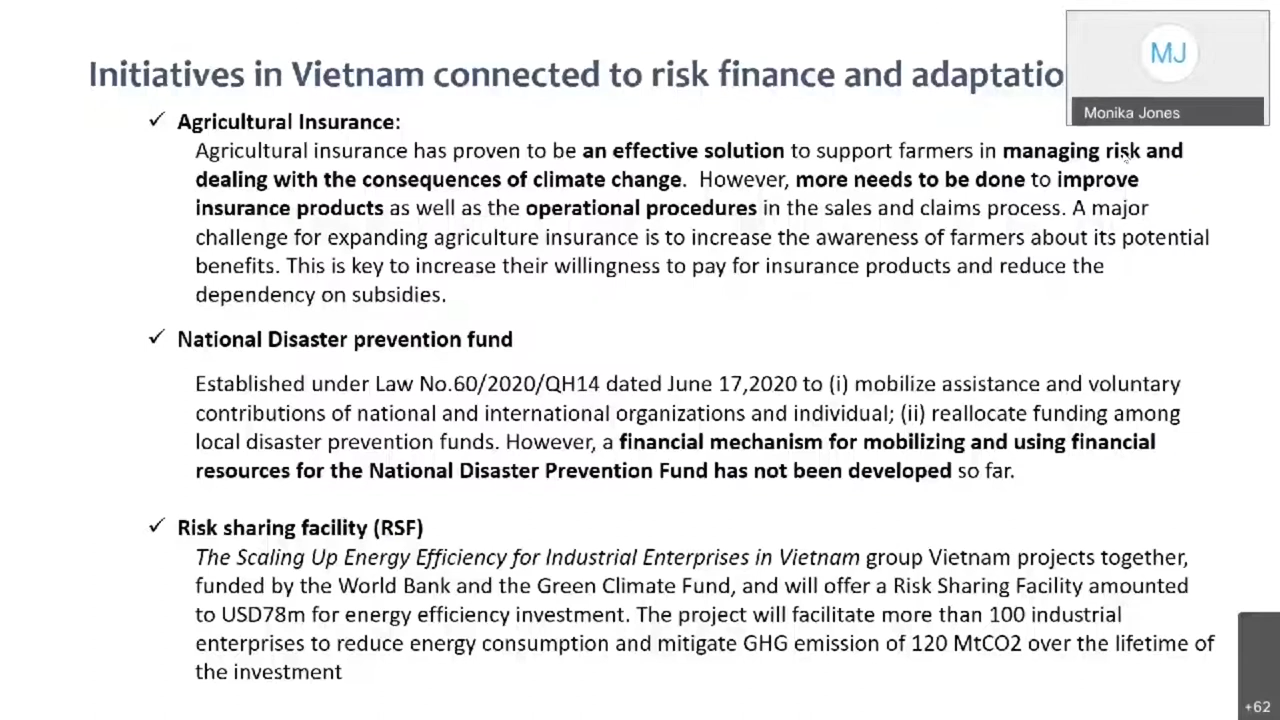 Initiatives in Vietnam connected to risk finance and adaptatio
MJ
Monika Jones
✓ Agricultural Insurance:
Agricultural insurance has proven to be an effective solution to support farmers in managing risk and
dealing with the consequences of climate change. However, more needs to be done to improve
insurance products as well as the operational procedures in the sales and claims process. A major
challenge for expanding agriculture insurance is to increase the awareness of farmers about its potential
benefits. This is key to increase their willingness to pay for insurance products and reduce the
dependency on subsidies.
✓ National Disaster prevention fund
Established under Law No.60/2020/QH14 dated June 17,2020 to (i) mobilize assistance and voluntary
contributions of national and international organizations and individual; (ii) reallocate funding among
local disaster prevention funds. However, a financial mechanism for mobilizing and using financial
resources for the National Disaster Prevention Fund has not been developed so far.
✓ Risk sharing facility (RSF)
The Scaling Up Energy Efficiency for Industrial Enterprises in Vietnam group Vietnam projects together,
funded by the World Bank and the Green Climate Fund, and will offer a Risk Sharing Facility amounted
to USD78m for energy efficiency investment. The project will facilitate more than 100 industrial
enterprises to reduce energy consumption and mitigate GHG emission of 120 MtCO2 over the lifetime of
the investment
+62